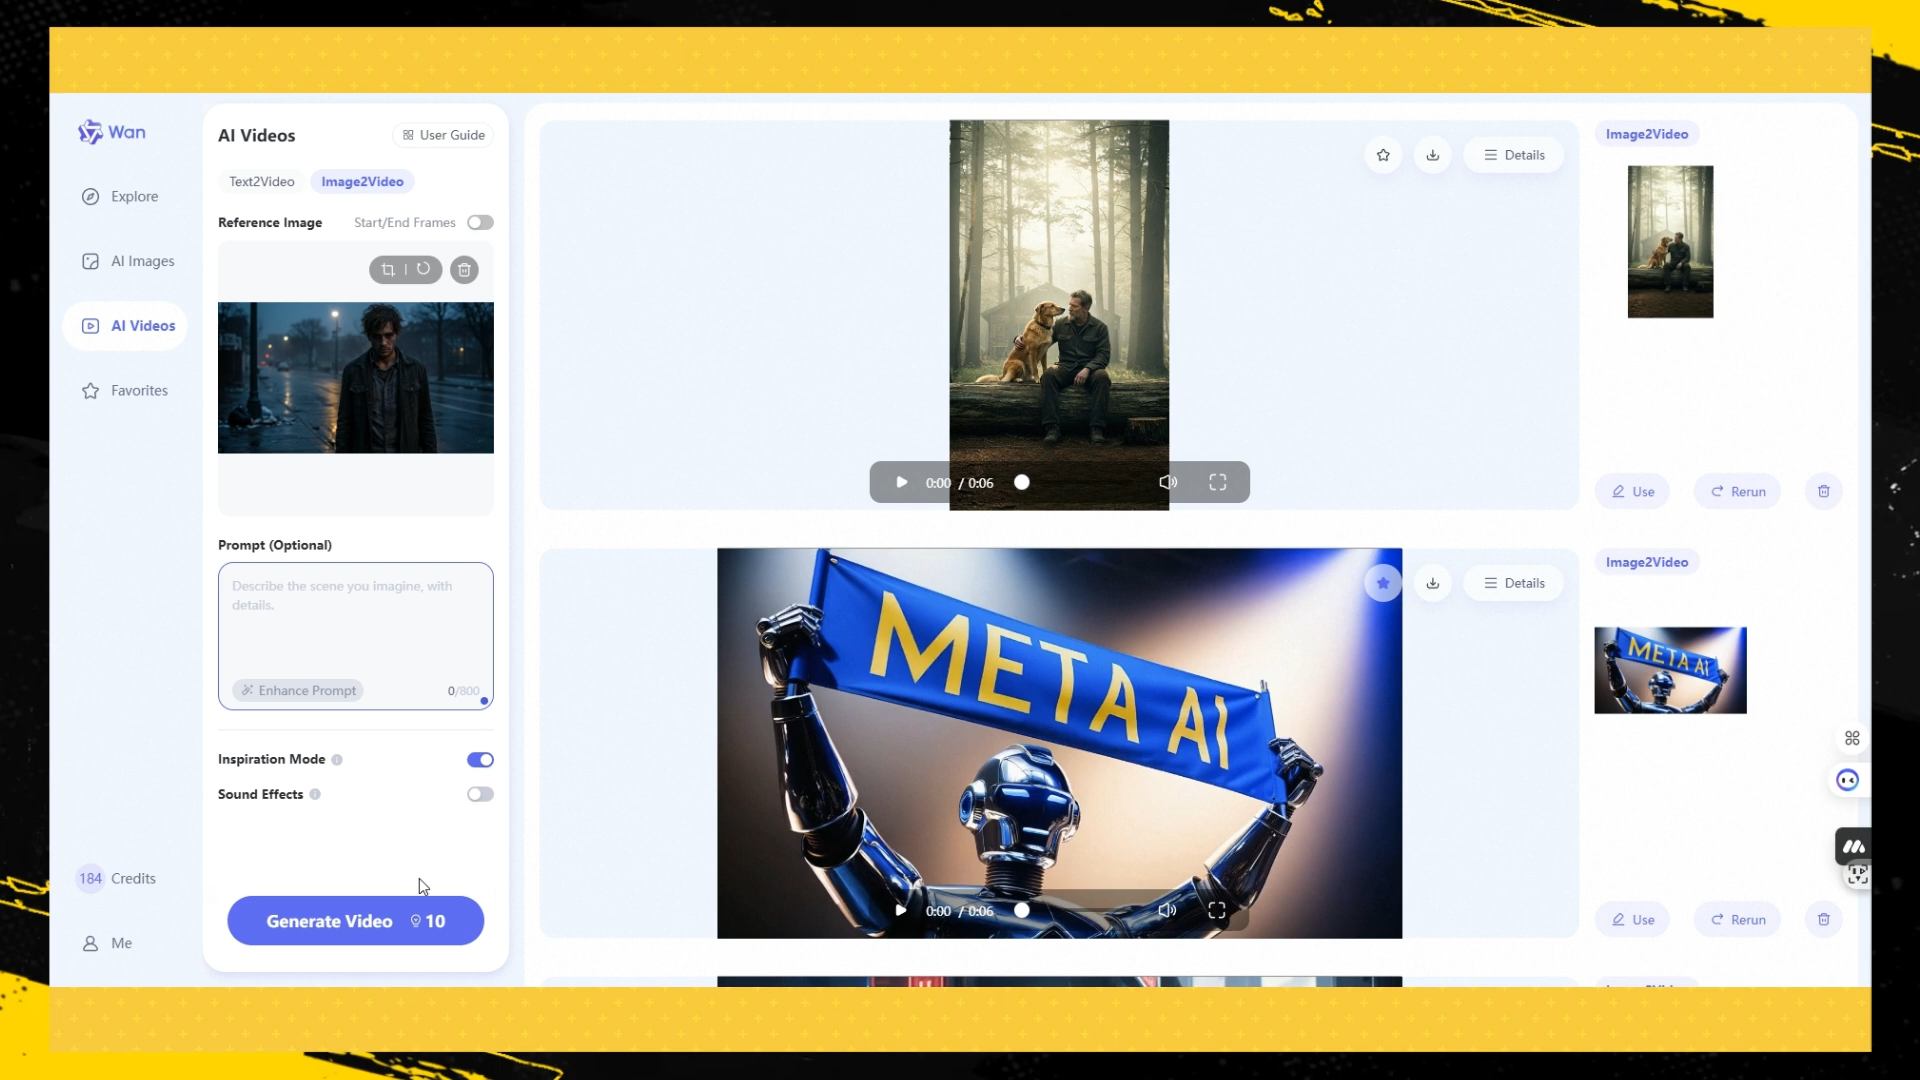 Wan
Explore
AI Images
AI Videos
Favorites
184 Credits
Me
AI Videos
User Guide
Text2Video
Image2Video
Reference Image
Start/End Frames
Prompt (Optional)
Describe the scene you imagine, with
details.
Enhance Prompt
0/800
Inspiration Mode
Sound Effects
Generate Video 10
Details
0:00 / 0:06
Image2Video
Use
Rerun
META AI
Details
0:00 / 0:06
Image2Video
META AI
Use
Rerun